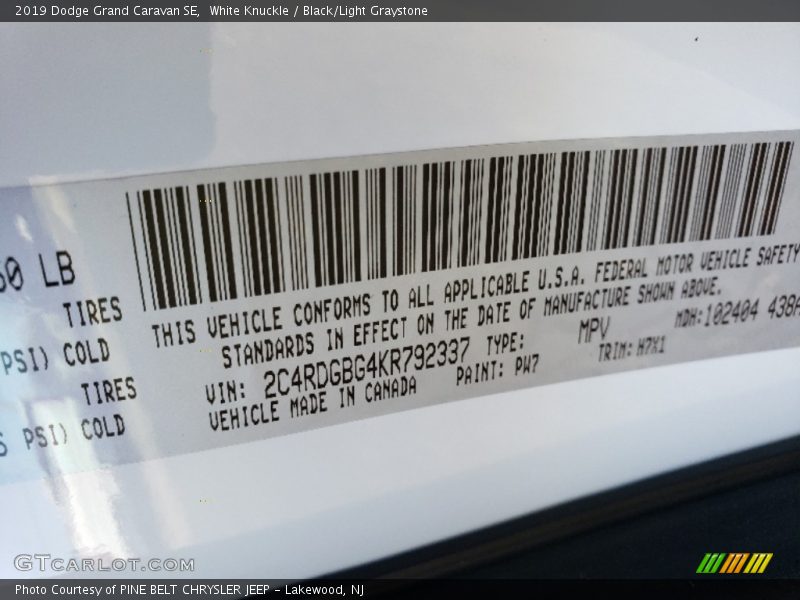 2019 Dodge Grand Caravan SE, White Knuckle / Black/Light Graystone
LB
TIRES
PSI) COLD
TIRES
PSI) COLD
THIS VEHICLE CONFORMS TO ALL APPLICABLE U.S.A. FEDERAL MOTOR VEHICLE SAFETY
STANDARDS IN EFFECT ON THE DATE OF MANUFACTURE SHOWN ABOVE.
VIN: 2C4RDGBG4KR792337 TYPE: MPV MDH:102404 438A
VEHICLE MADE IN CANADA PAINT: PW7 TRIM: H7X1
GTCARLOT.COM
Photo Courtesy of PINE BELT CHRYSLER JEEP - Lakewood, NJ